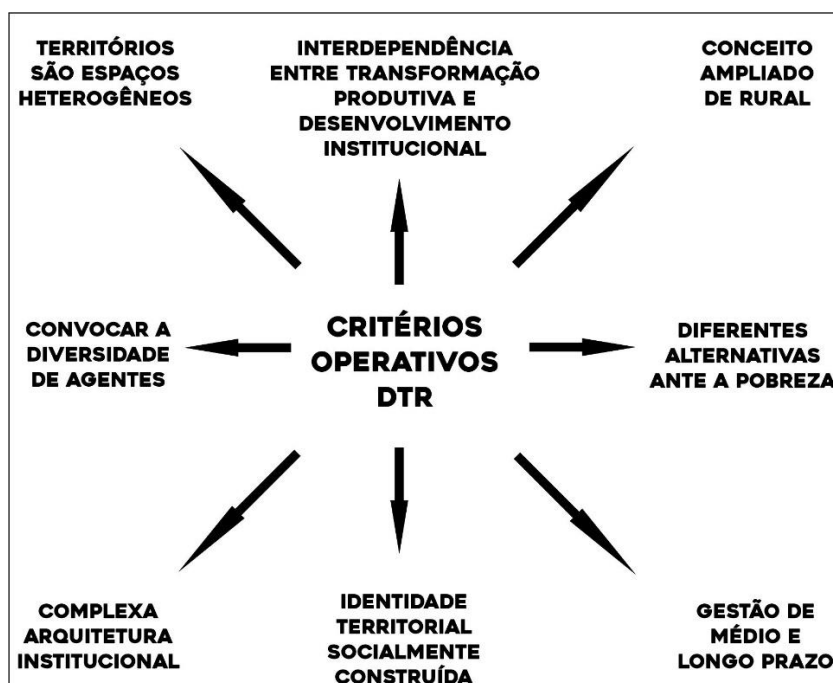 TERRITÓRIOS
SÃO ESPAÇOS
HETEROGÊNEOS
INTERDEPENDÊNCIA
ENTRE TRANSFORMAÇÃO
PRODUTIVA E
DESENVOLVIMENTO
INSTITUCIONAL
CONCEITO
AMPLIADO
DE RURAL
CONVOCAR A
DIVERSIDADE
DE AGENTES
CRITÉRIOS
OPERATIVOS
DTR
DIFERENTES
ALTERNATIVAS
ANTE A POBREZA
COMPLEXA
ARQUITETURA
INSTITUCIONAL
IDENTIDADE
TERRITORIAL
SOCIALMENTE
CONSTRUÍDA
GESTÃO DE
MÉDIO E
LONGO PRAZO